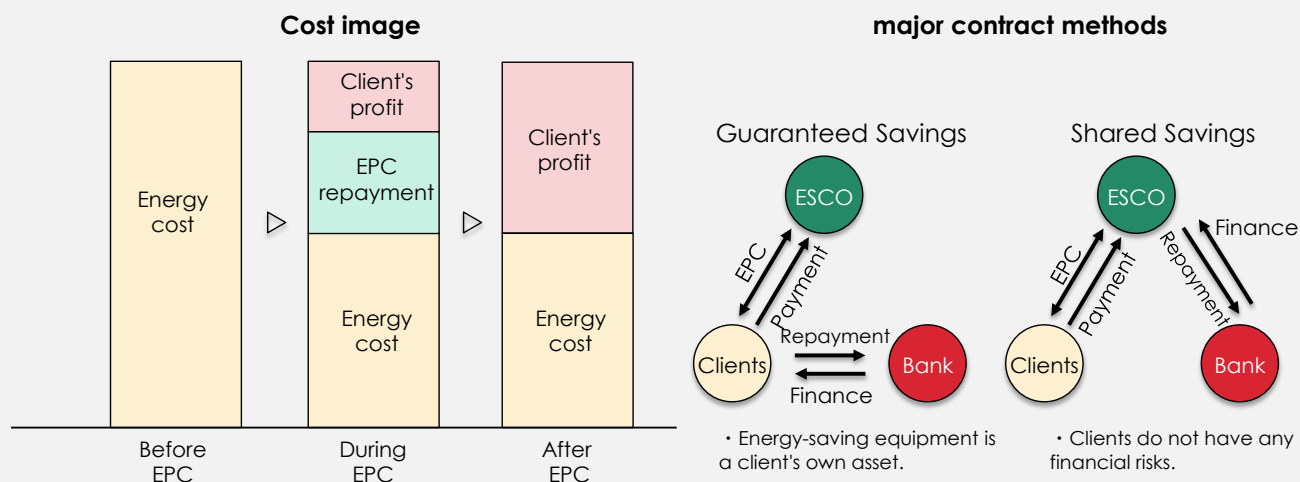 Cost image
Energy
cost
Client's
profit
EPC
repayment
Energy
cost
Client's
profit
Energy
cost
Before
EPC
During
EPC
After
EPC
major contract methods
Guaranteed Savings
ESCO
EPC
Payment
Clients
Repayment
Finance
Bank
・Energy-saving equipment is
a client's own asset.
Shared Savings
ESCO
EPC
Payment
Finance
Repayment
Clients
Bank
・Clients do not have any
financial risks.